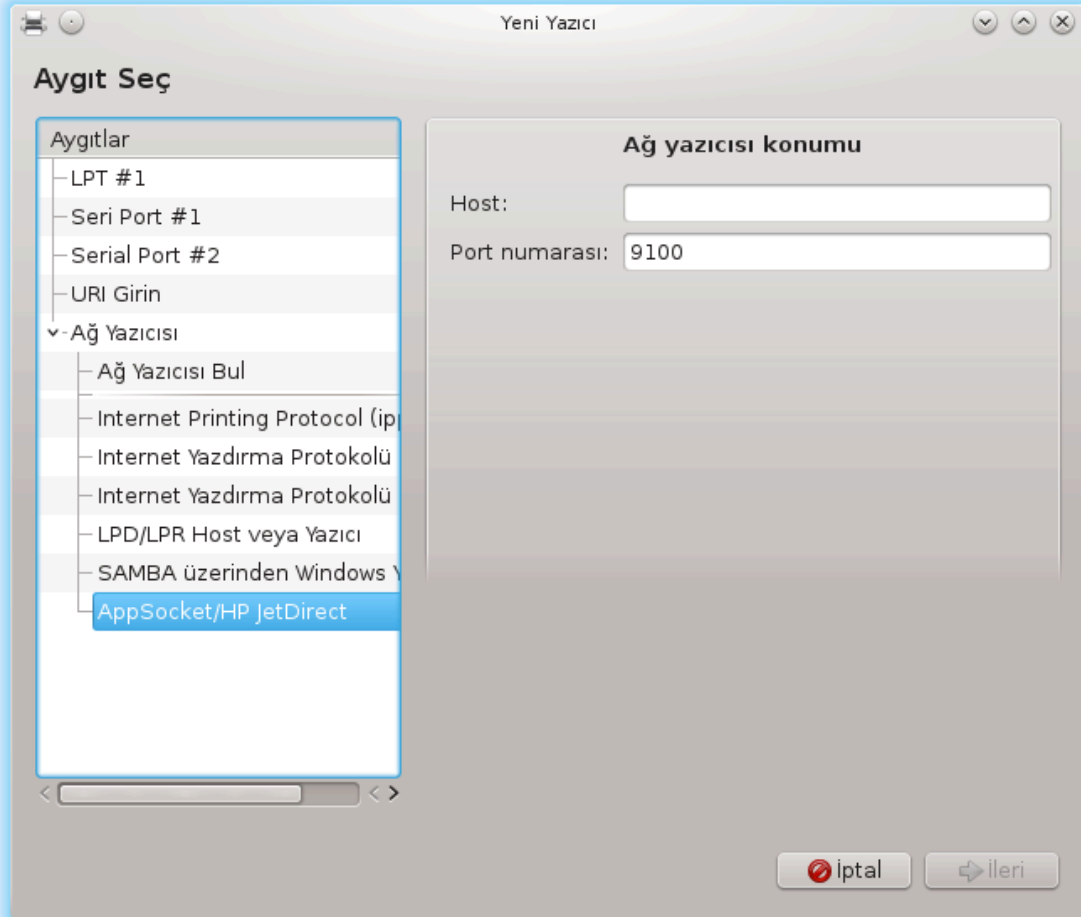 Yeni Yazıcı
Aygıt Seç
Aygıtlar
LPT #1
Seri Port #1
Serial Port #2
URI Girin
Ağ Yazıcısı
Ağ Yazıcısı Bul
Internet Printing Protocol
Internet Yazdırma Protokolü
Internet Yazdırma Protokolü
LPD/LPR Host veya Yazıcı
SAMBA üzerinden Windows
AppSocket/HP JetDirect
Ağ yazıcısı konumu
Host:
Port numarası: 9100
İptal
İleri